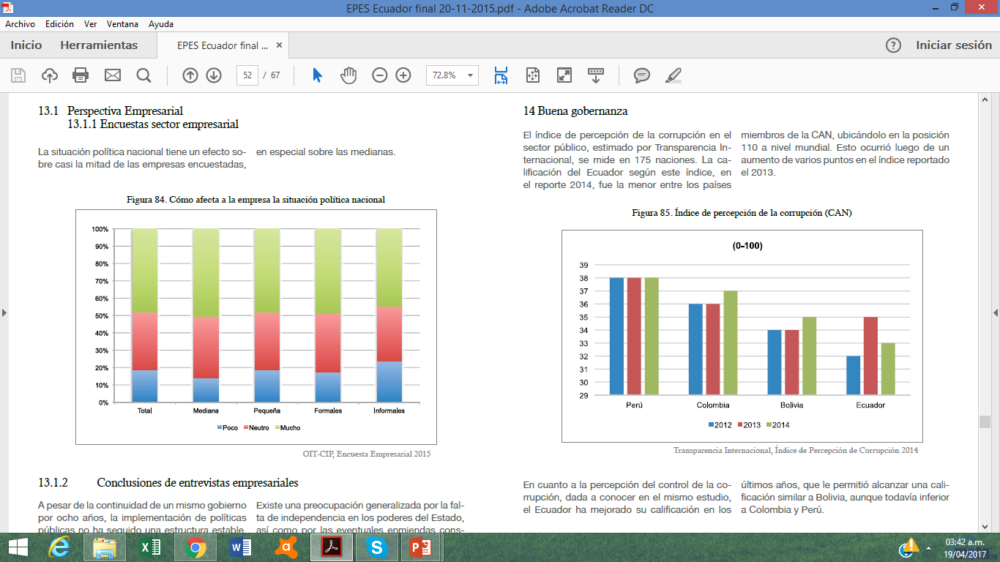 EPES Ecuador final 20-11-2015.pdf - Adobe Acrobat Reader DC
Archivo Edición Ver Ventana Ayuda
Inicio Herramientas EPES Ecuador final ... × Iniciar sesión
52 / 67 72.8%
13.1 Perspectiva Empresarial
13.1.1 Encuestas sector empresarial
La situación política nacional tiene un efecto so-
bre casi la mitad de las empresas encuestadas,
en especial sobre las medianas.
Figura 84. Cómo afecta a la empresa la situación política nacional
100%
90%
80%
70%
60%
50%
40%
30%
20%
10%
0%
Total Mediana Pequeña Formales Informales
Poco Neutro Mucho
OIT-CIP, Encuesta Empresarial 2015
13.1.2 Conclusiones de entrevistas empresariales
A pesar de la continuidad de un mismo gobierno
por ocho años, la implementación de políticas
públicas no ha seguido una estructura estable,
Existe una preocupación generalizada por la fal-
ta de independencia en los poderes del Estado,
así como por las eventuales enmiendas cons-
14 Buena gobernanza
El índice de percepción de la corrupción en el
sector público, estimado por Transparencia In-
ternacional, se mide en 175 naciones. La ca-
lificación del Ecuador según este índice, en
el reporte 2014, fue la menor entre los países
miembros de la CAN, ubicándolo en la posición
110 a nivel mundial. Esto ocurrió luego de un
aumento de varios puntos en el índice reportado
el 2013.
Figura 85. Índice de percepción de la corrupción (CAN)
(0–100)
39
38
37
36
35
34
33
32
31
30
29
Perú Colombia Bolivia Ecuador
2012 2013 2014
Transparencia Internacional, Índice de Percepción de Corrupción 2014
En cuanto a la percepción del control de la co-
rrupción, dada a conocer en el mismo estudio,
el Ecuador ha mejorado su calificación en los
últimos años, que le permitió alcanzar una cali-
ficación similar a Bolivia, aunque todavía inferior
a Colombia y Perú.
03:42 a.m.
19/04/2017